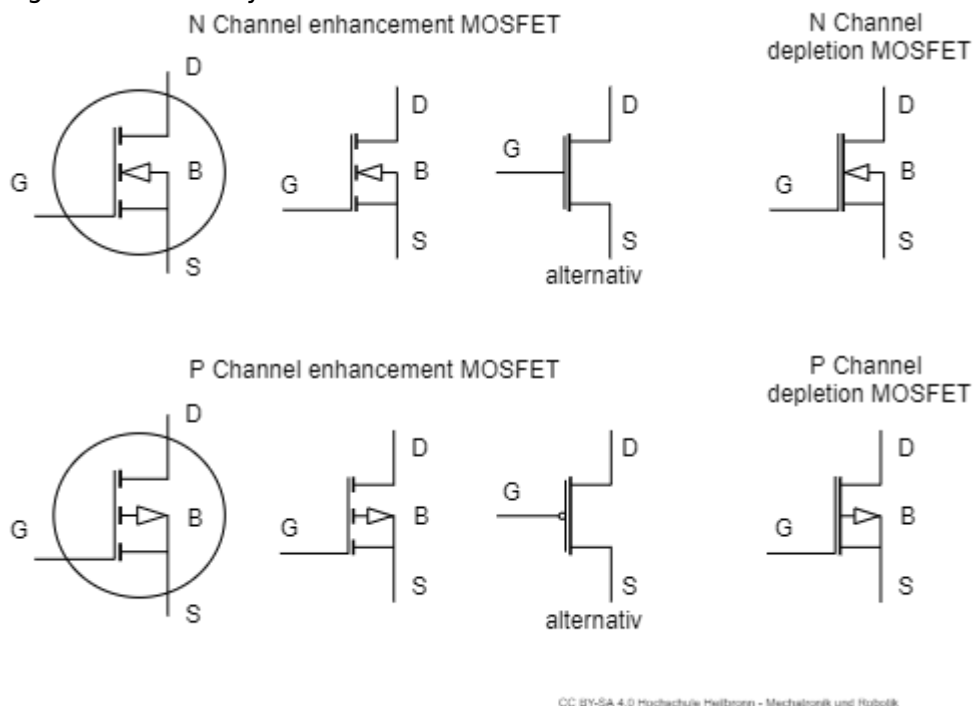 N Channel enhancement MOSFET
N Channel
depletion MOSFET
D
D
D
D
G
B
G
B
G
G
B
S
S
S
S
alternativ
P Channel enhancement MOSFET
P Channel
depletion MOSFET
D
D
D
D
G
B
G
B
G
G
B
S
S
S
S
alternativ
CC BY-SA 4.0 Hochschule Heilbronn - Mechatronik und Robotik